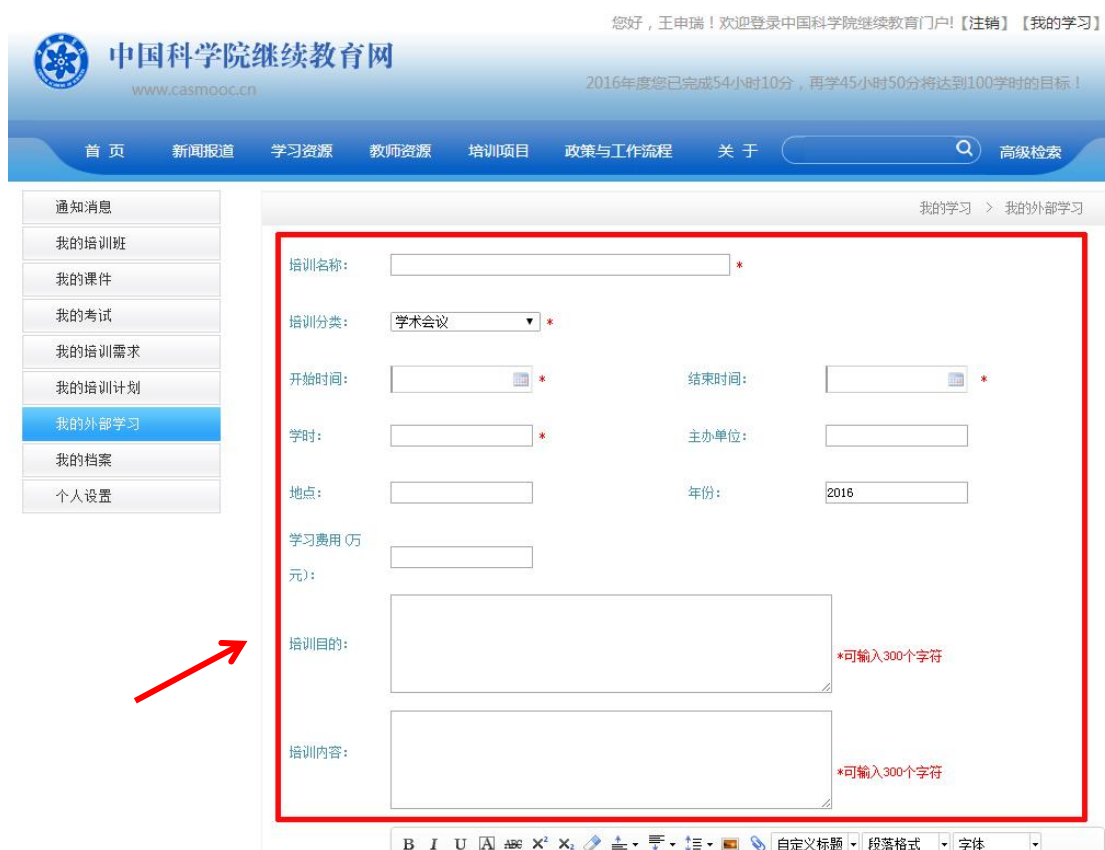 您好，王申瑞！欢迎登录中国科学院继续教育门户!【注销】【我的学习】
中国科学院继续教育网
www.casmooc.cn
2016年度您已完成54小时10分，再学45小时50分将达到100学时的目标！
首 页 新闻报道 学习资源 教师资源 培训项目 政策与工作流程 关 于 高级检索
通知消息
我的学习 > 我的外部学习
我的培训班
我的课件
我的考试
我的培训需求
我的培训计划
我的外部学习
我的档案
个人设置
培训名称: *
培训分类: 学术会议 *
开始时间: * 结束时间: *
学时: * 主办单位:
地点: 年份: 2016
学习费用(万
元):
培训目的: *可输入300个字符
培训内容: *可输入300个字符
B I U A ABC X² X₂ 自定义标题 段落格式 字体